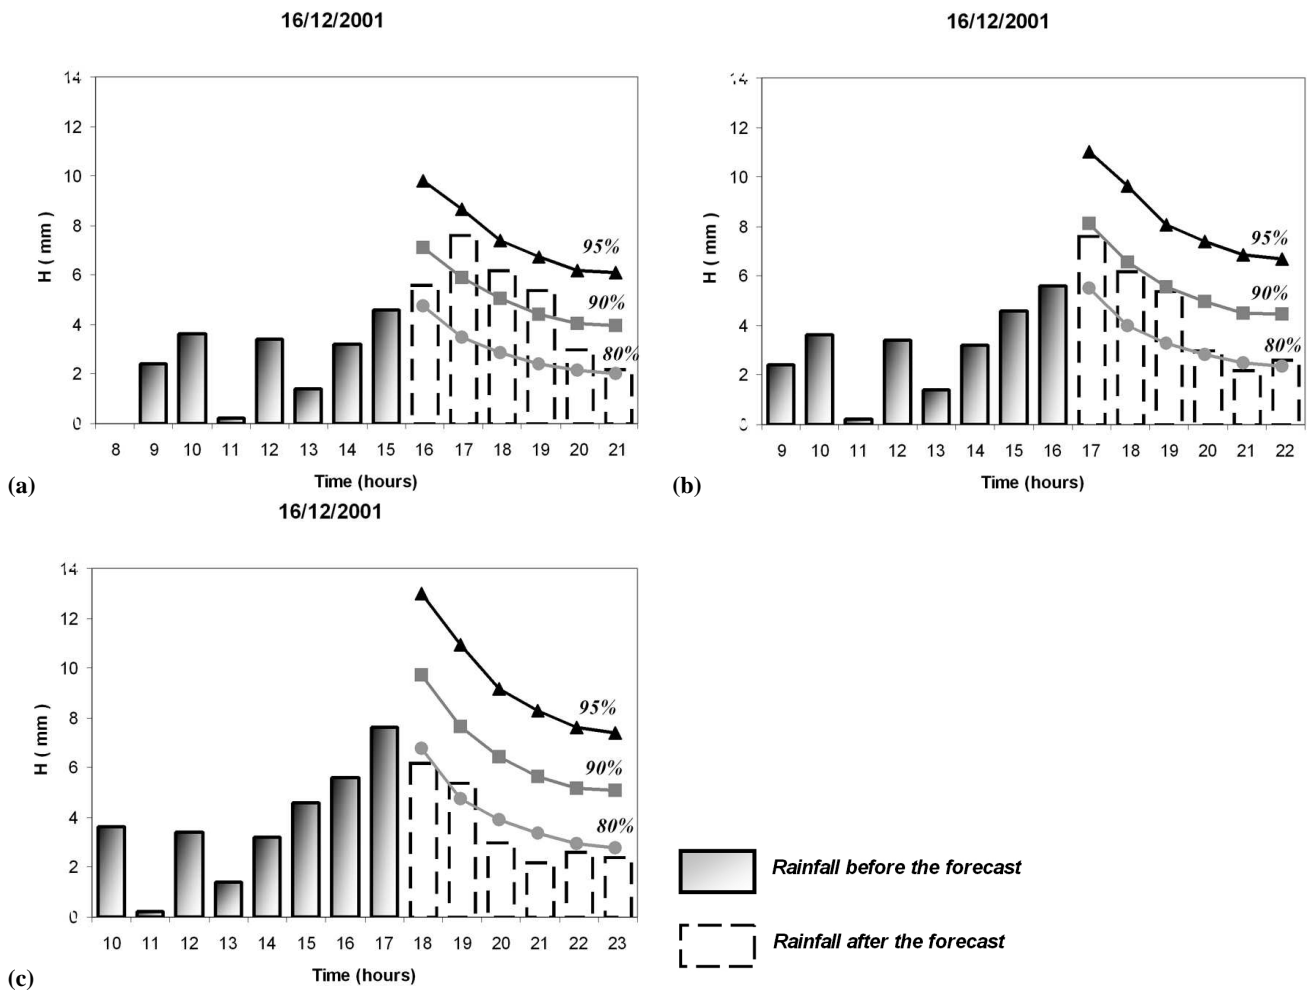 16/12/2001
14
12
10
8
6
4
2
0
H ( mm )
95%
90%
80%
8 9 10 11 12 13 14 15 16 17 18 19 20 21
Time (hours)
(a)
16/12/2001
14
12
10
8
6
4
2
0
H ( mm )
95%
90%
80%
9 10 11 12 13 14 15 16 17 18 19 20 21 22
Time (hours)
(b)
16/12/2001
14
12
10
8
6
4
2
0
H ( mm )
95%
90%
80%
10 11 12 13 14 15 16 17 18 19 20 21 22 23
Time (hours)
(c)
Rainfall before the forecast
Rainfall after the forecast